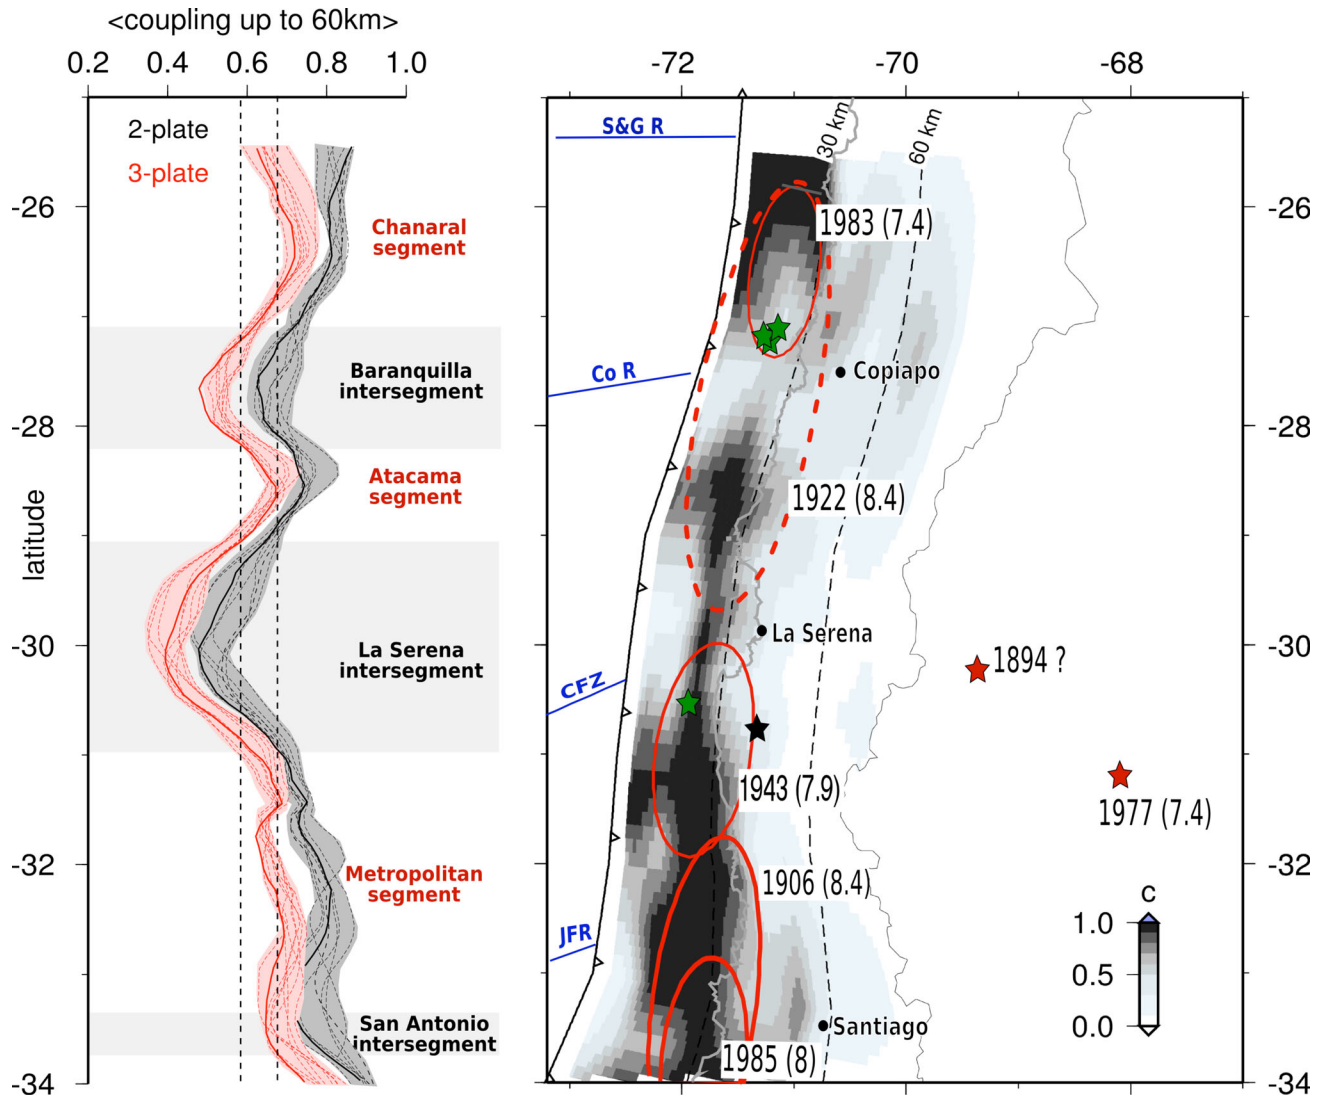 <coupling up to 60km>
0.2 0.4 0.6 0.8 1.0
2-plate
3-plate
-26
-28
-30
-32
-34
latitude
Chanaral
segment
Baranquilla
intersegment
Atacama
segment
La Serena
intersegment
Metropolitan
segment
San Antonio
intersegment
-72 -70 -68
S&G R
30 km
60 km
1983 (7.4)
Co R
Copiapo
1922 (8.4)
La Serena
CFZ
1894 ?
1943 (7.9)
1977 (7.4)
1906 (8.4)
JFR
Santiago
1985 (8)
C
1.0
0.5
0.0
-26
-28
-30
-32
-34